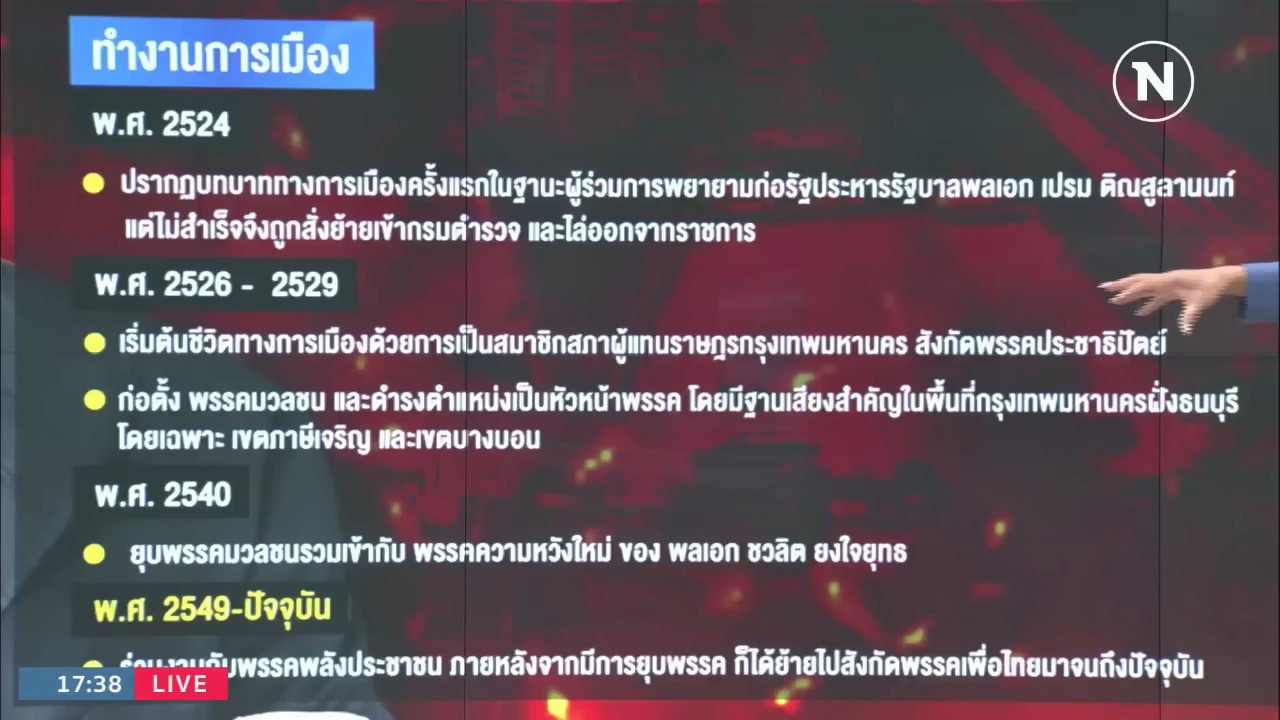 ทำงานการเมือง
N
พ.ศ. 2524
ปรากฏบทบาททางการเมืองครั้งแรกในฐานะผู้ร่วมการพยายามก่อรัฐประหารรัฐบาลพลเอก เปรม ติณสูลานนท์
แต่ไม่สำเร็จจึงถูกสั่งย้ายเข้ากรมตำรวจ และไล่ออกจากราชการ
พ.ศ. 2526 - 2529
เริ่มต้นชีวิตทางการเมืองด้วยการเป็นสมาชิกสภาผู้แทนราษฎรกรุงเทพมหานคร สังกัดพรรคประชาธิปัตย์
ก่อตั้ง พรรคมวลชน และดำรงตำแหน่งเป็นหัวหน้าพรรค โดยมีฐานเสียงสำคัญในพื้นที่กรุงเทพมหานครฝั่งธนบุรี
โดยเฉพาะ เขตภาษีเจริญ และเขตบางบอน
พ.ศ. 2540
ยุบพรรคมวลชนรวมเข้ากับ พรรคความหวังใหม่ ของ พลเอก ชวลิต ยงใจยุทธ
พ.ศ. 2549-ปัจจุบัน
พรรคพลังประชาชน ภายหลังจากมีการยุบพรรค ก็ได้ย้ายไปสังกัดพรรคเพื่อไทยมาจนถึงปัจจุบัน
17:38 LIVE